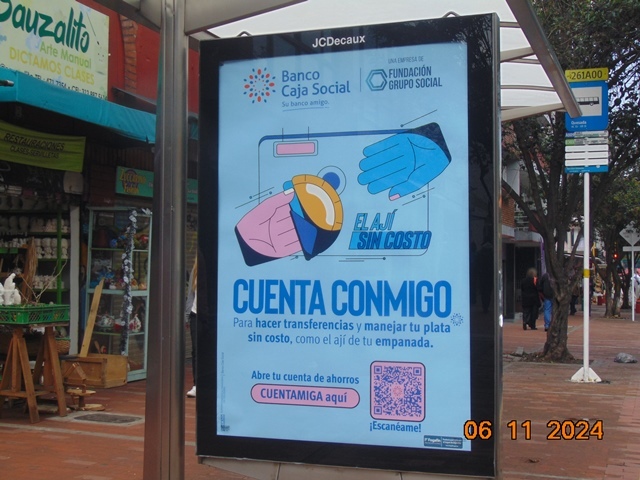 Sauzalito
Arte Manual
DICTAMOS CLASES
RESTAURACIONES
JCDecaux
Banco
Caja Social
Su banco amigo.
UNA EMPRESA DE
FUNDACIÓN
GRUPO SOCIAL
EL AJÍ
SIN COSTO
CUENTA CONMIGO
Para hacer transferencias y manejar tu plata
sin costo, como el ají de tu empanada.
Abre tu cuenta de ahorros
CUENTAMIGA aquí
¡Escanéame!
261A00
06 11 2024